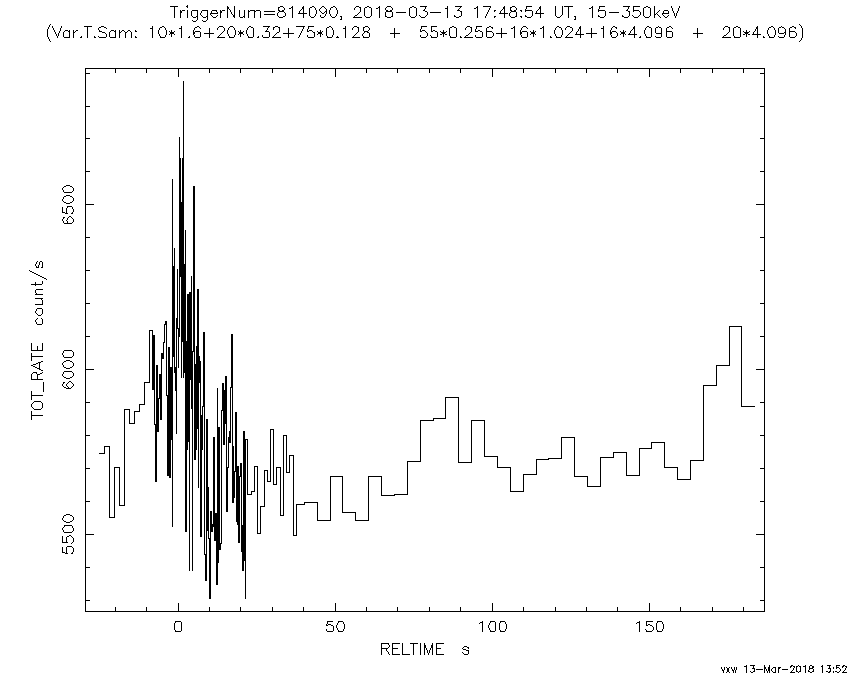 TriggerNum=814090, 2018-03-13 17:48:54 UT, 15-350keV
(Var.T.Sam: 10*1.6+20*0.32+75*0.128 + 55*0.256+16*1.024+16*4.096 + 20*4.096)
6500
6000
5500
TOT_RATE count/s
0 50 100 150
RELTIME s
vxw 13-Mar-2018 13:52